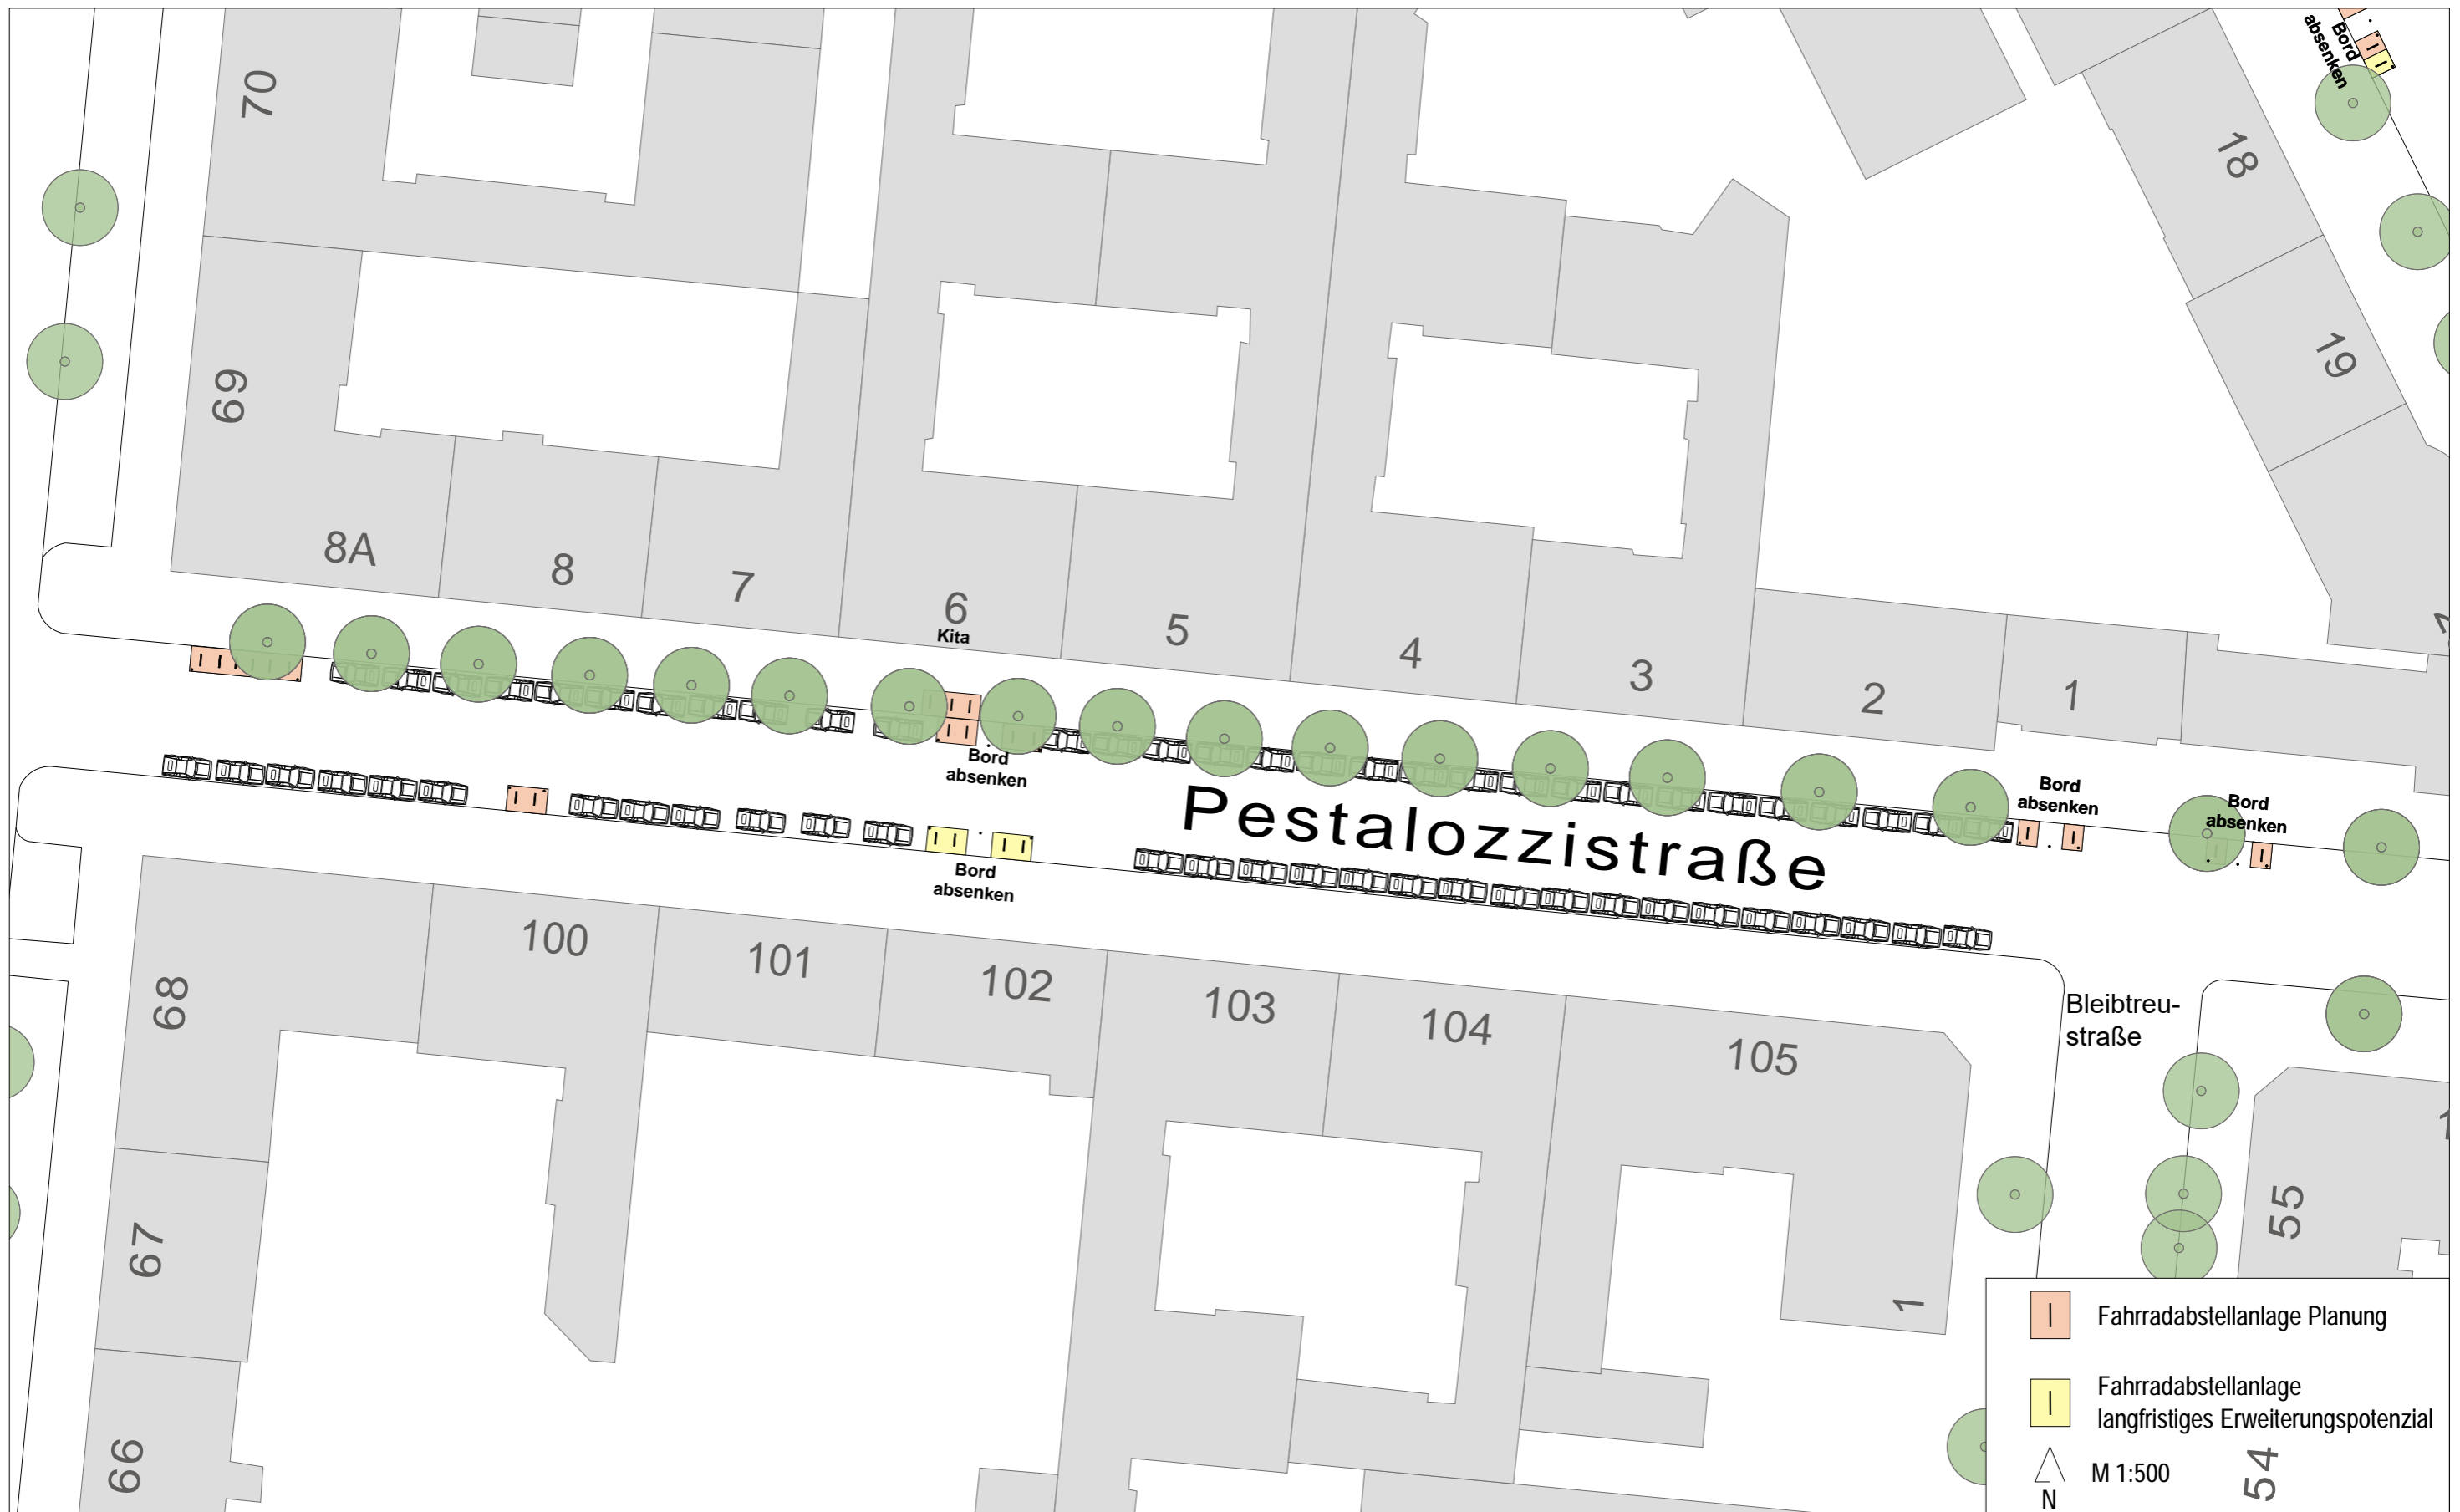 70
Bord
absenken
18
19
69
8A
8
7
6
Kita
5
4
3
2
1
Bord
absenken
Bord
absenken
Bord
absenken
Pestalozzistraße
Bord
absenken
100
101
102
103
104
105
68
67
66
1
Bleibtreu-
straße
55
54
Fahrradabstellanlage Planung
Fahrradabstellanlage
langfristiges Erweiterungspotenzial
M 1:500
N